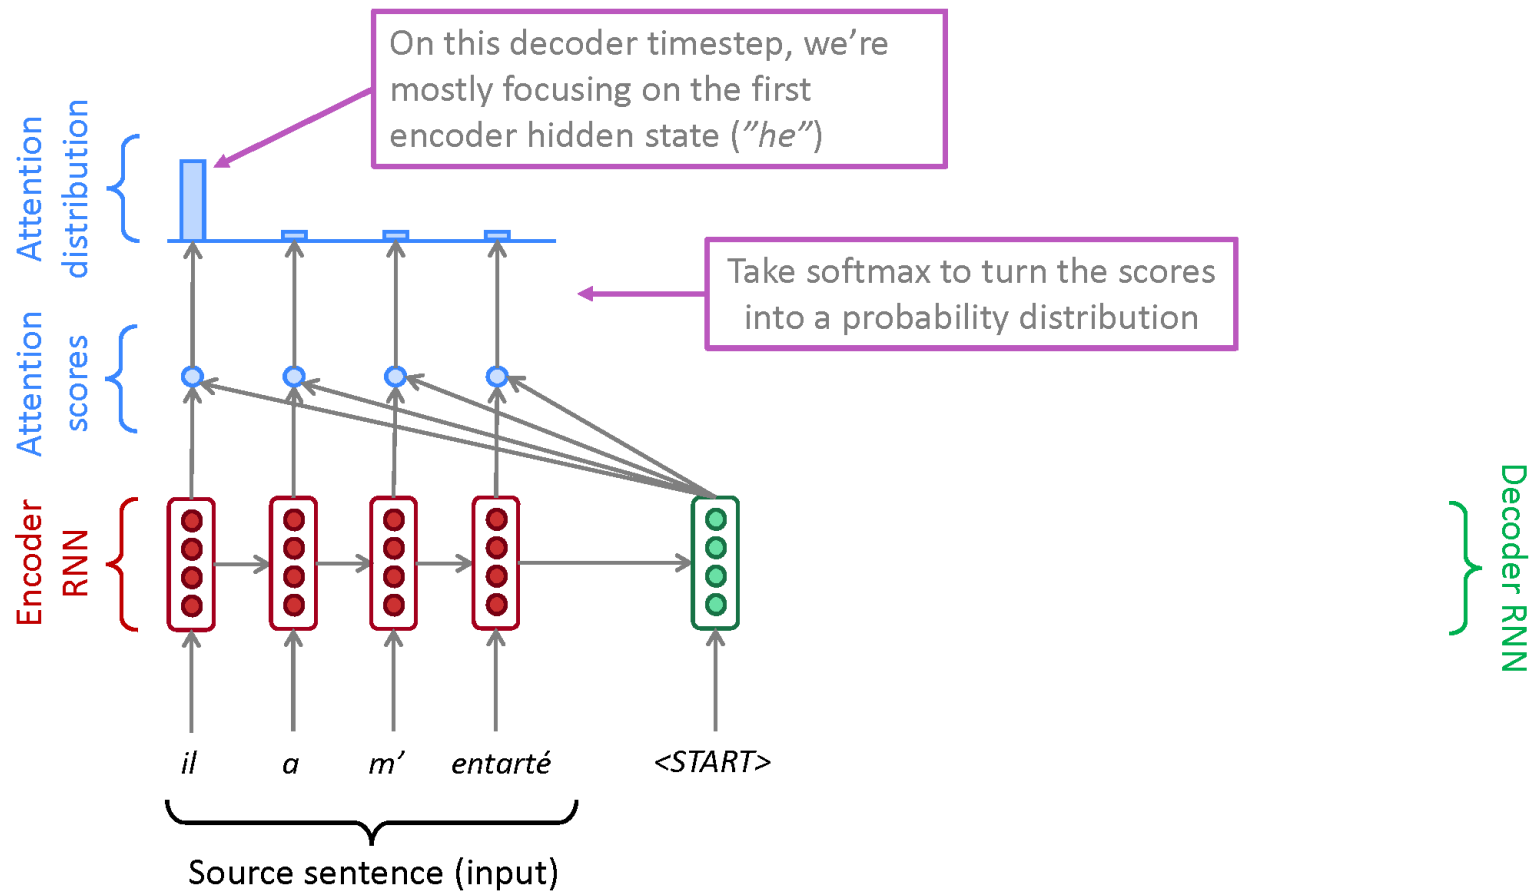 On this decoder timestep, we’re
mostly focusing on the first
encoder hidden state (”he”)
Attention
distribution
Take softmax to turn the scores
into a probability distribution
Attention
scores
Encoder
RNN
Decoder RNN
il a m’ entarté <START>
Source sentence (input)